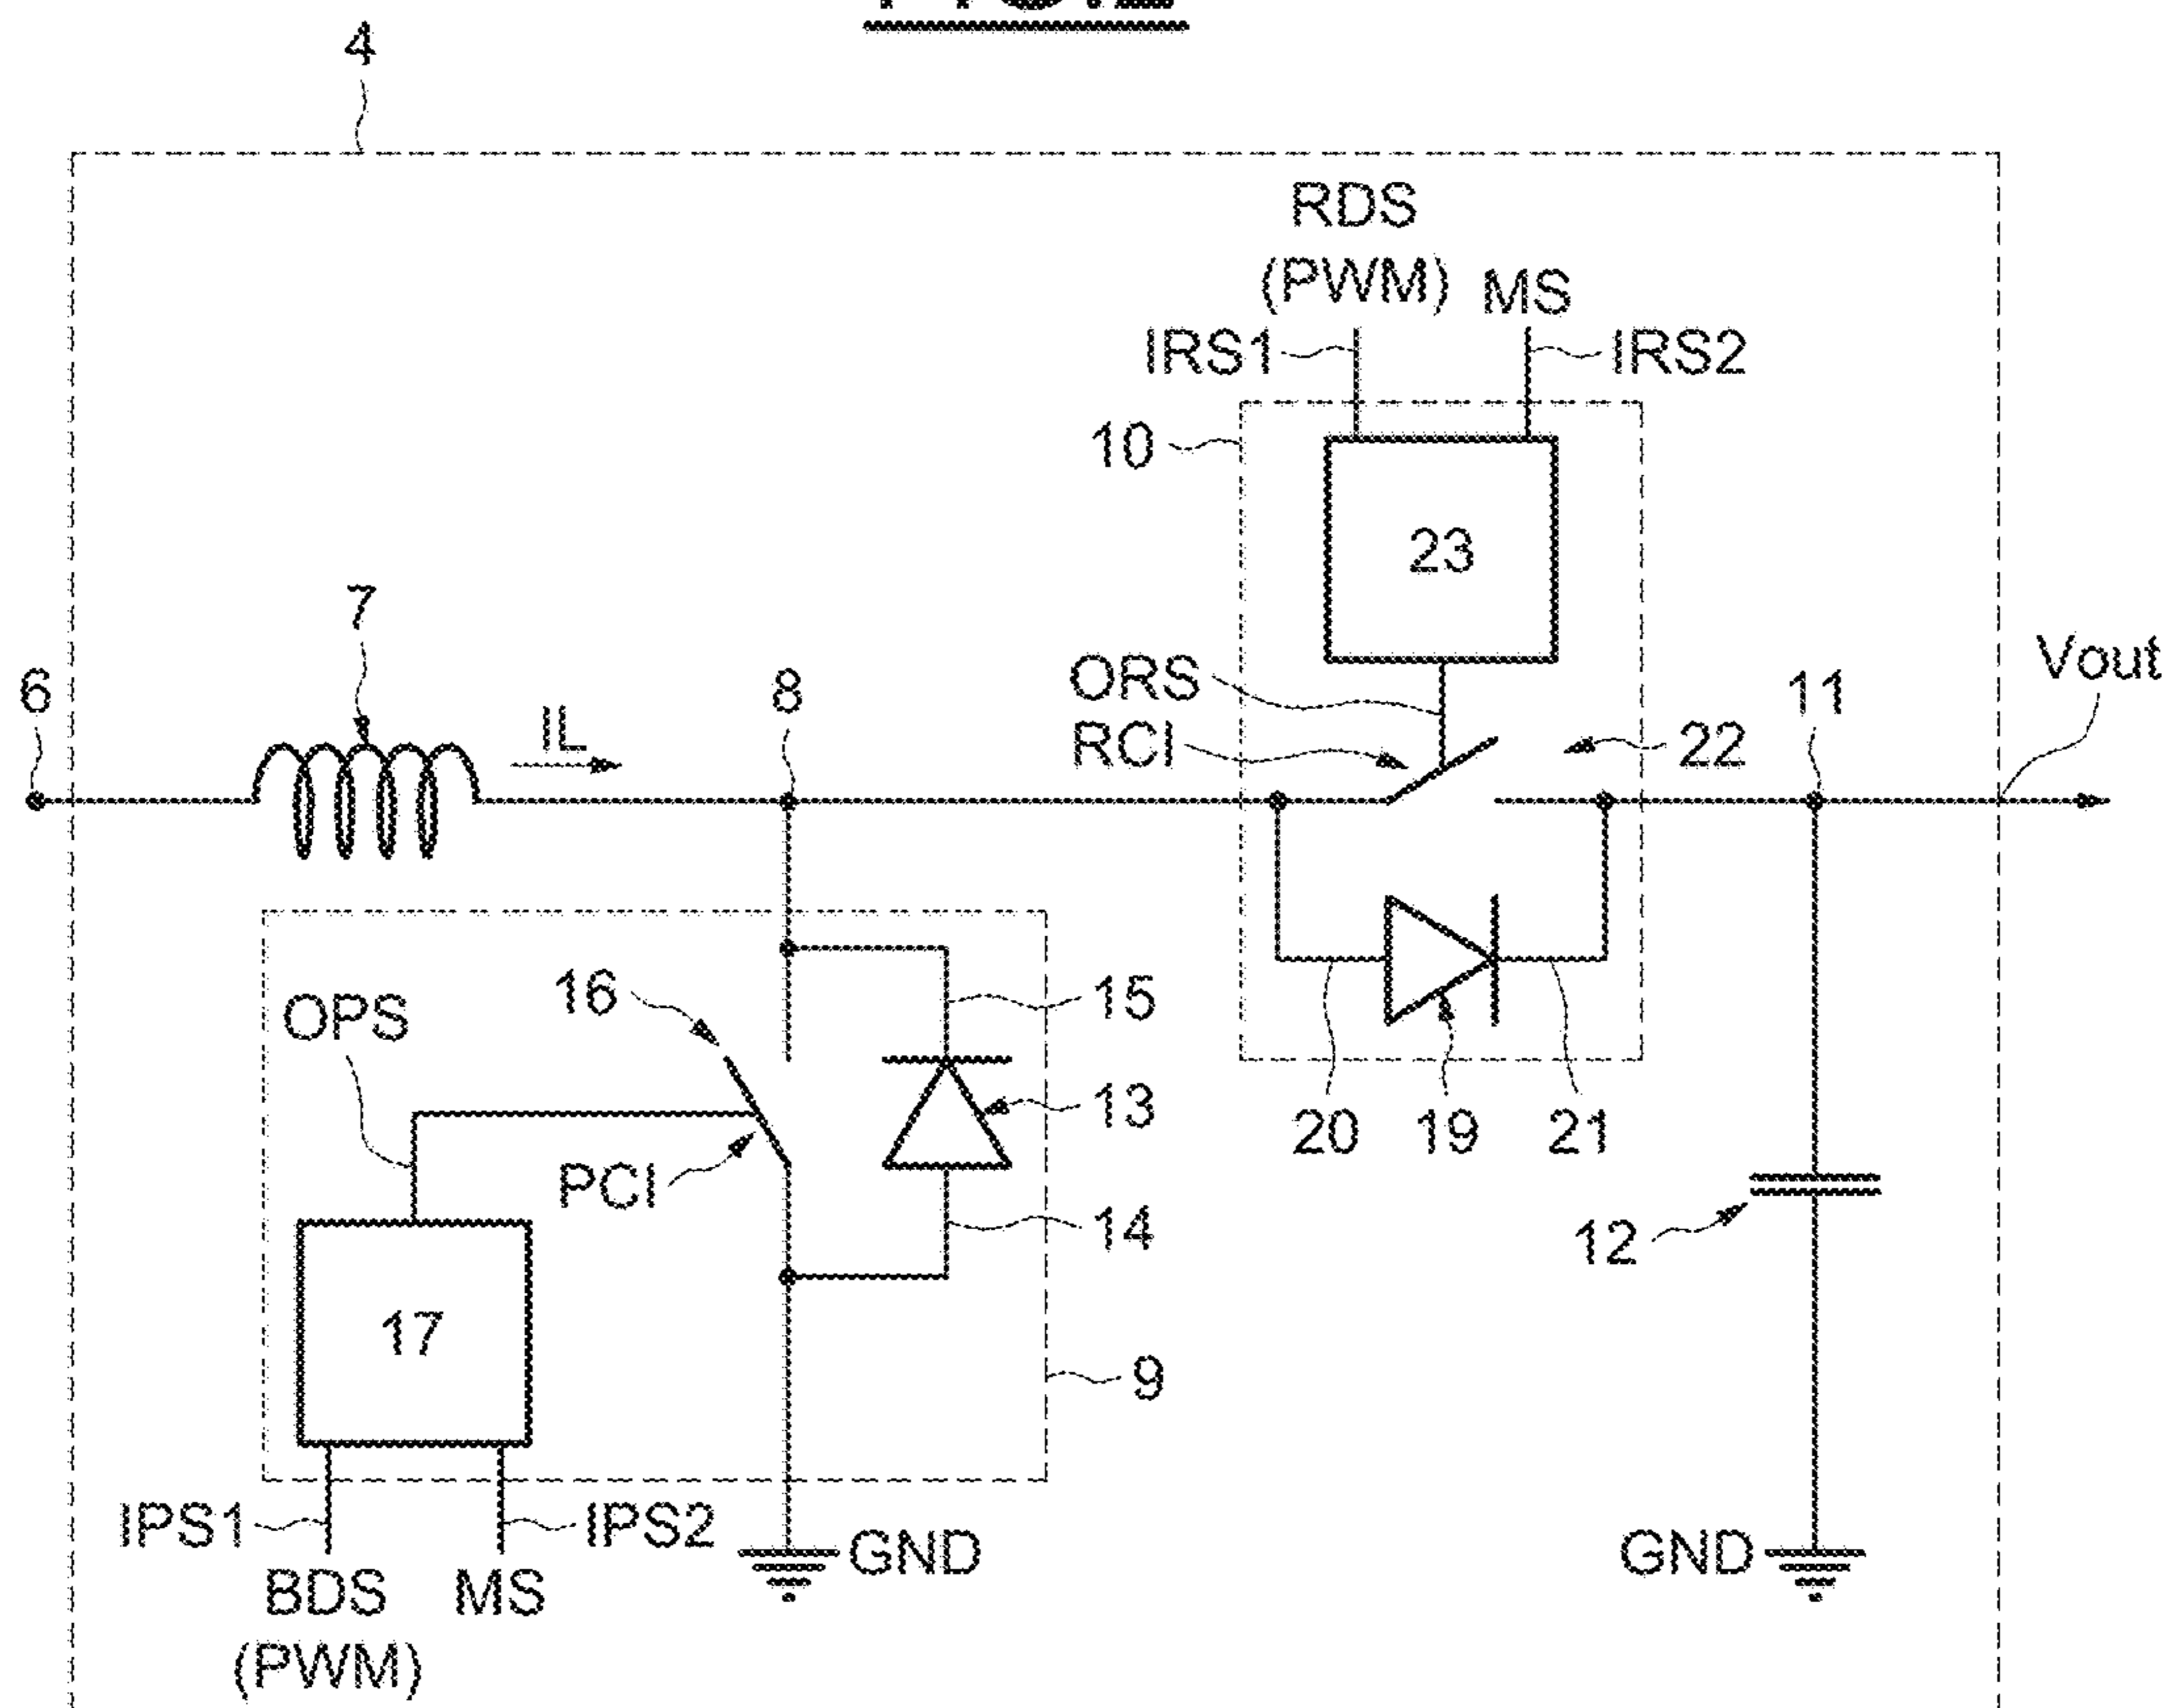 4
RDS
(PWM) MS
IRS1 IRS2
10
23
7
6
IL
8
ORS
RCI
22
11
Vout
16
OPS
15
13
PCI
14
20 19 21
12
17
9
IPS1 IPS2
GND
GND
BDS MS
(PWM)